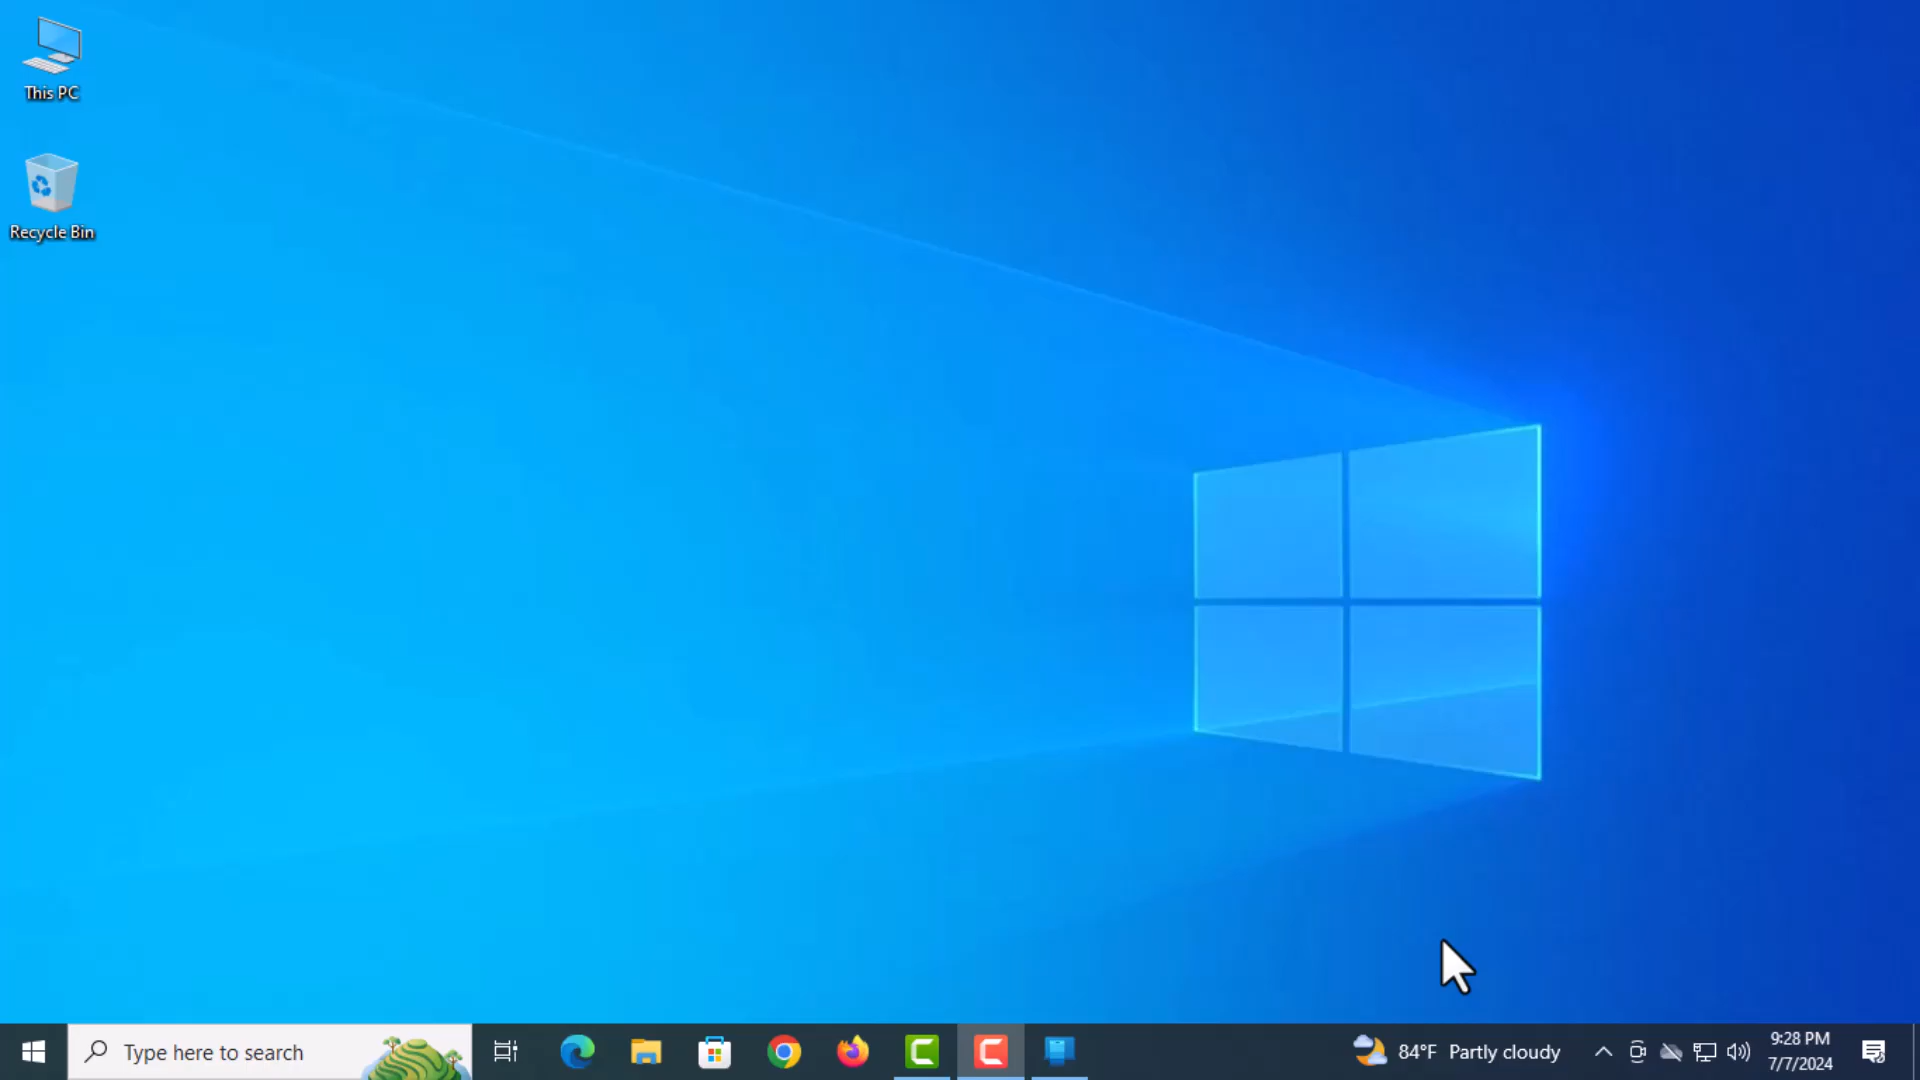 This PC
Recycle Bin
Type here to search
84°F Partly cloudy
9:28 PM
7/7/2024